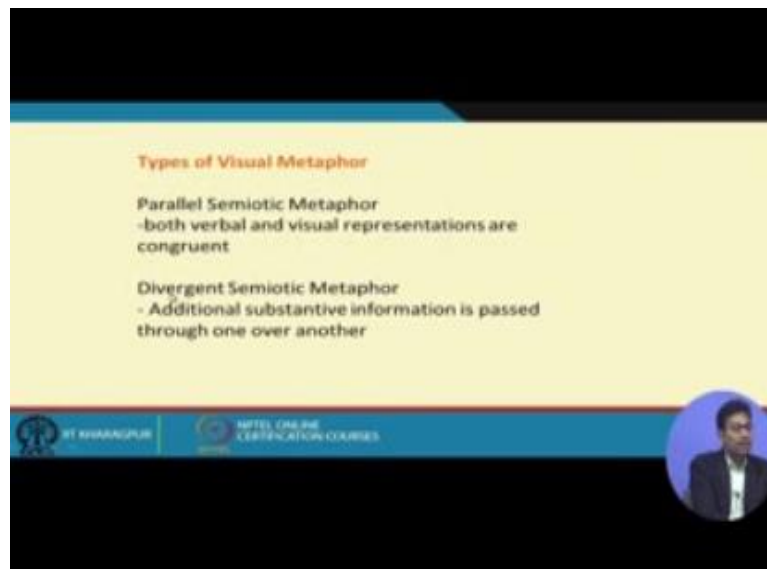 Types of Visual Metaphor
Parallel Semiotic Metaphor
-both verbal and visual representations are
congruent
Divergent Semiotic Metaphor
- Additional substantive information is passed
through one over another
IIT KHARAGPUR
NPTEL ONLINE
CERTIFICATION COURSES